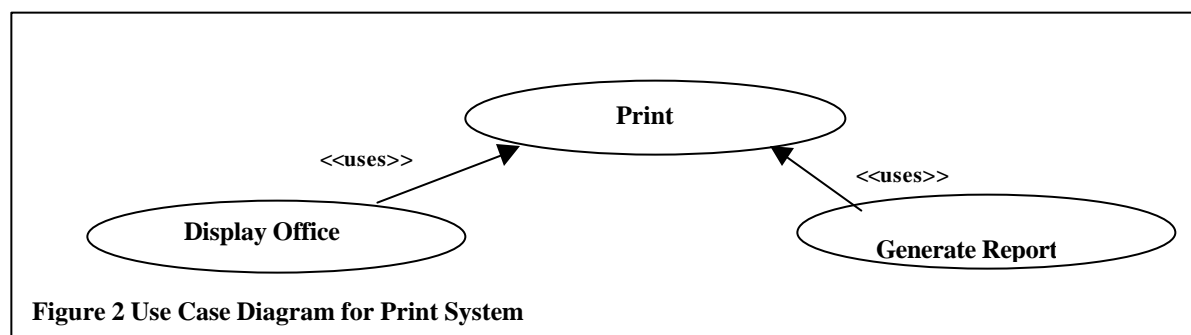 Print
<<uses>>
<<uses>>
Display Office
Generate Report
Figure 2 Use Case Diagram for Print System